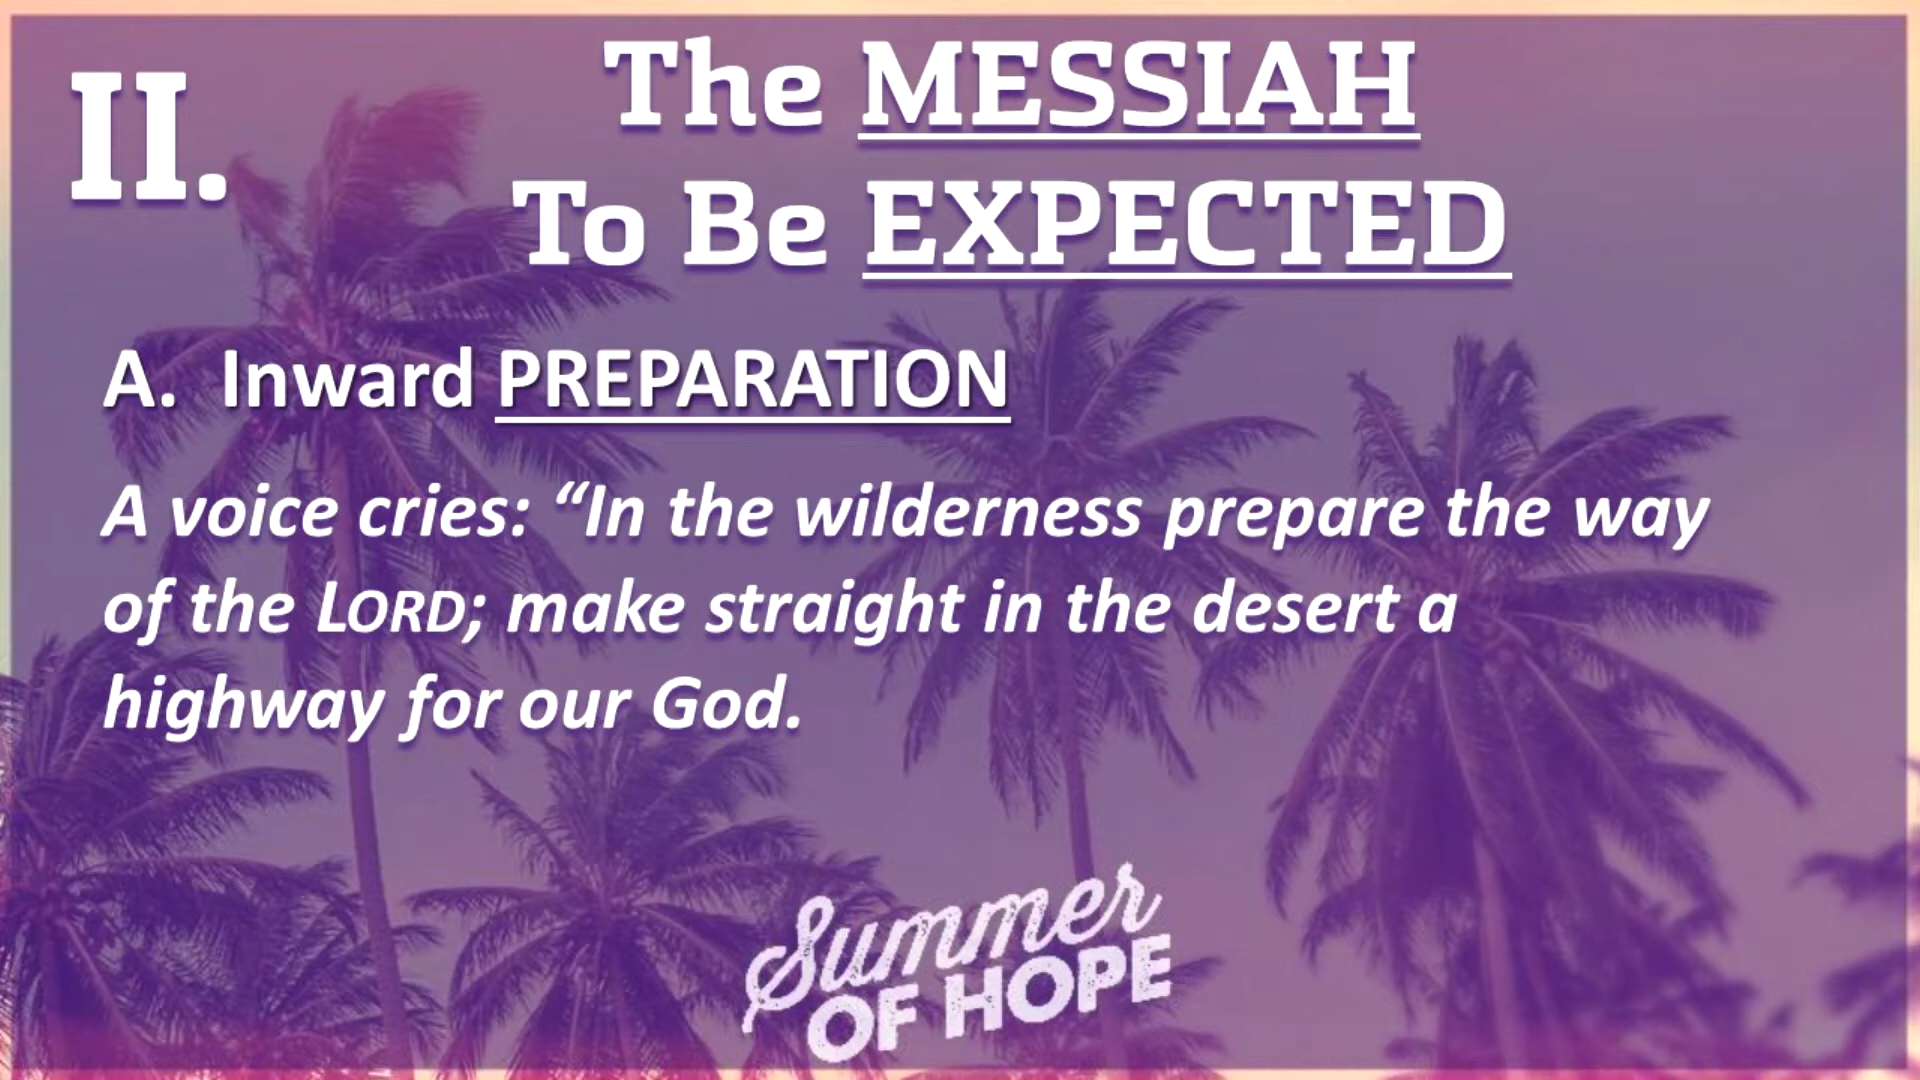 II.
The MESSIAH
To Be EXPECTED
A. Inward PREPARATION
A voice cries: “In the wilderness prepare the way
of the LORD; make straight in the desert a
highway for our God.
Summer
OF HOPE